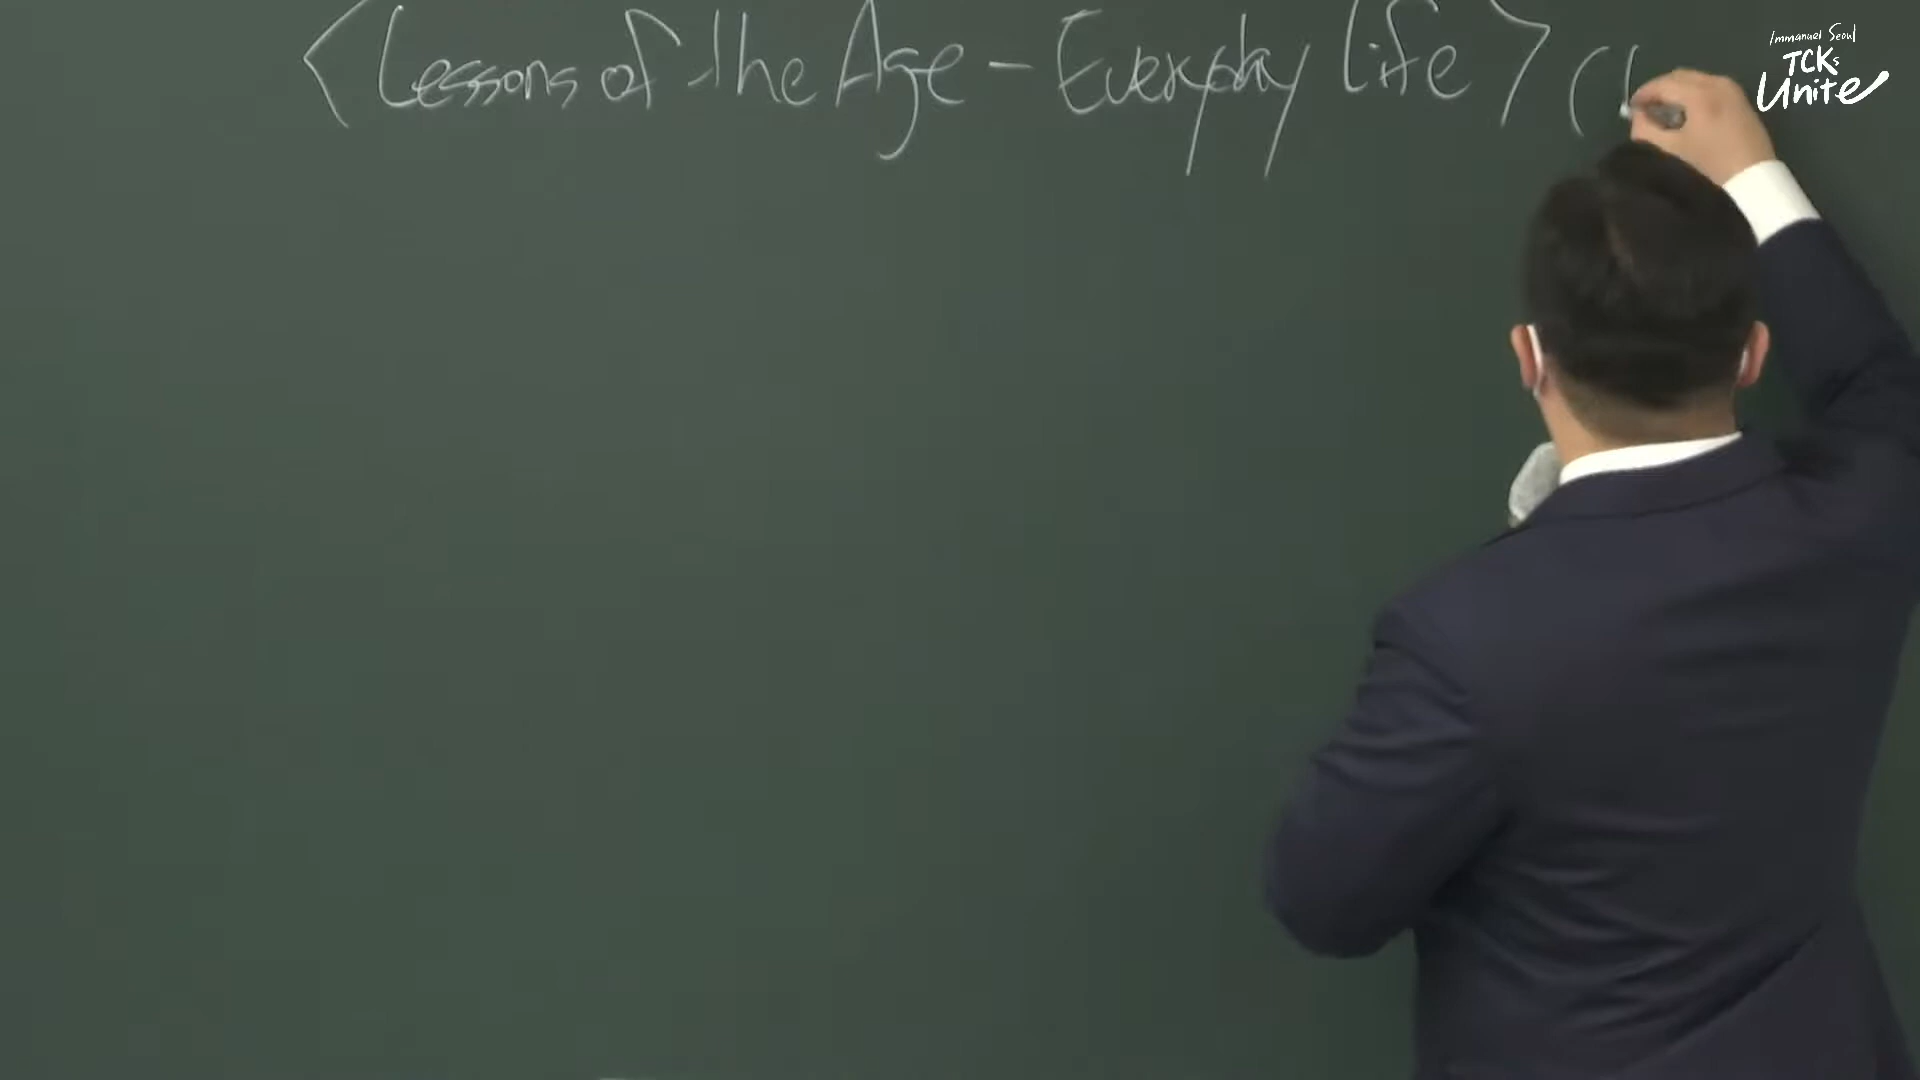 <Lessons of the Age - Everyday Life> (
Immanuel Seoul
TCKs
Unite